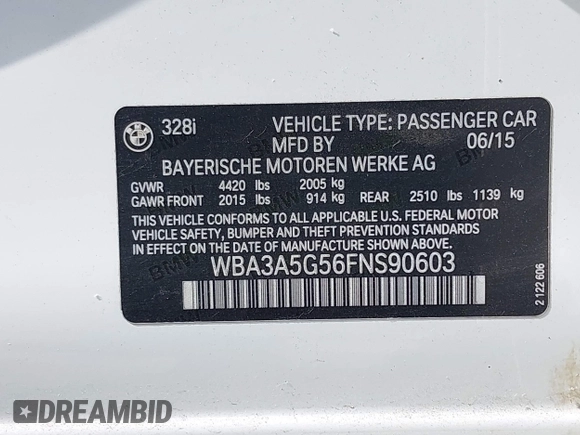 328i VEHICLE TYPE: PASSENGER CAR
MFD BY 06/15
BAYERISCHE MOTOREN WERKE AG
GVWR 4420 lbs 2005 kg
GAWR FRONT 2015 lbs 914 kg REAR 2510 lbs 1139 kg
THIS VEHICLE CONFORMS TO ALL APPLICABLE U.S. FEDERAL MOTOR
VEHICLE SAFETY, BUMPER AND THEFT PREVENTION STANDARDS
IN EFFECT ON THE DATE OF MANUFACTURE SHOWN ABOVE.
WBA3A5G56FNS90603
2 122 606
DREAMBID